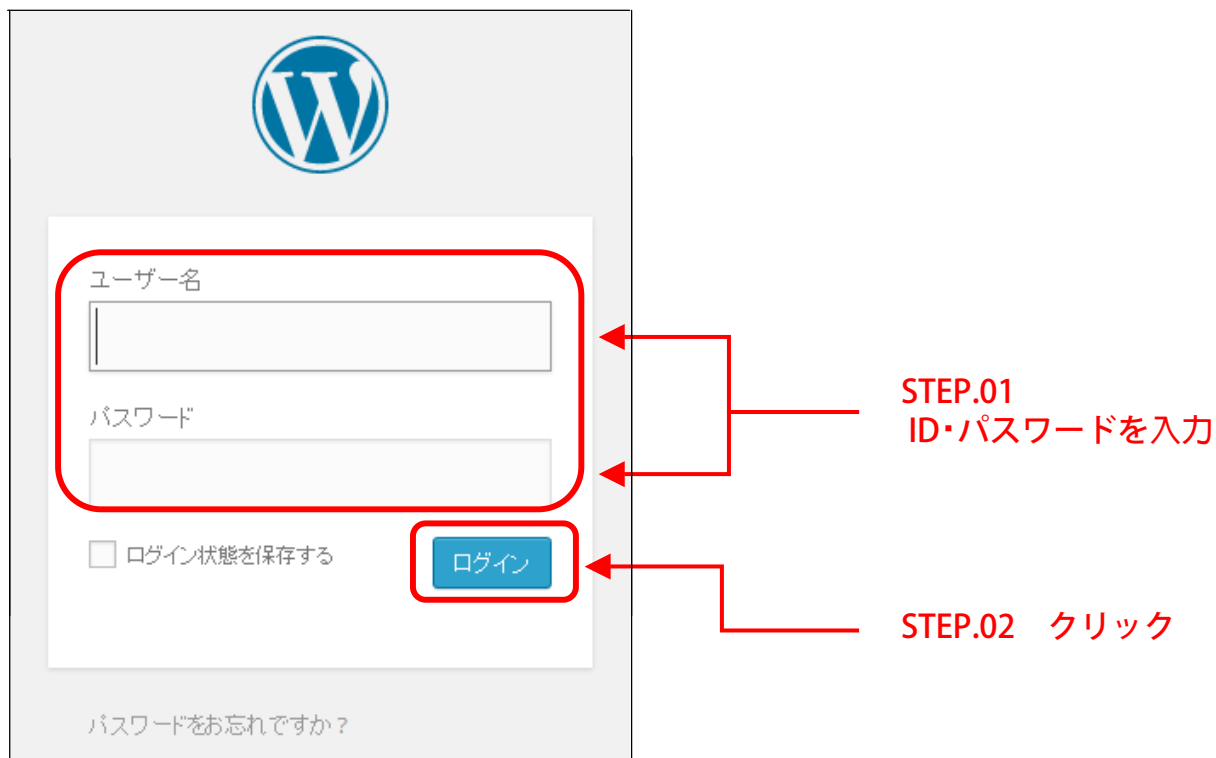 ユーザー名
パスワード
ログイン状態を保存する
ログイン
パスワードをお忘れですか?
STEP.01
ID・パスワードを入力
STEP.02　クリック